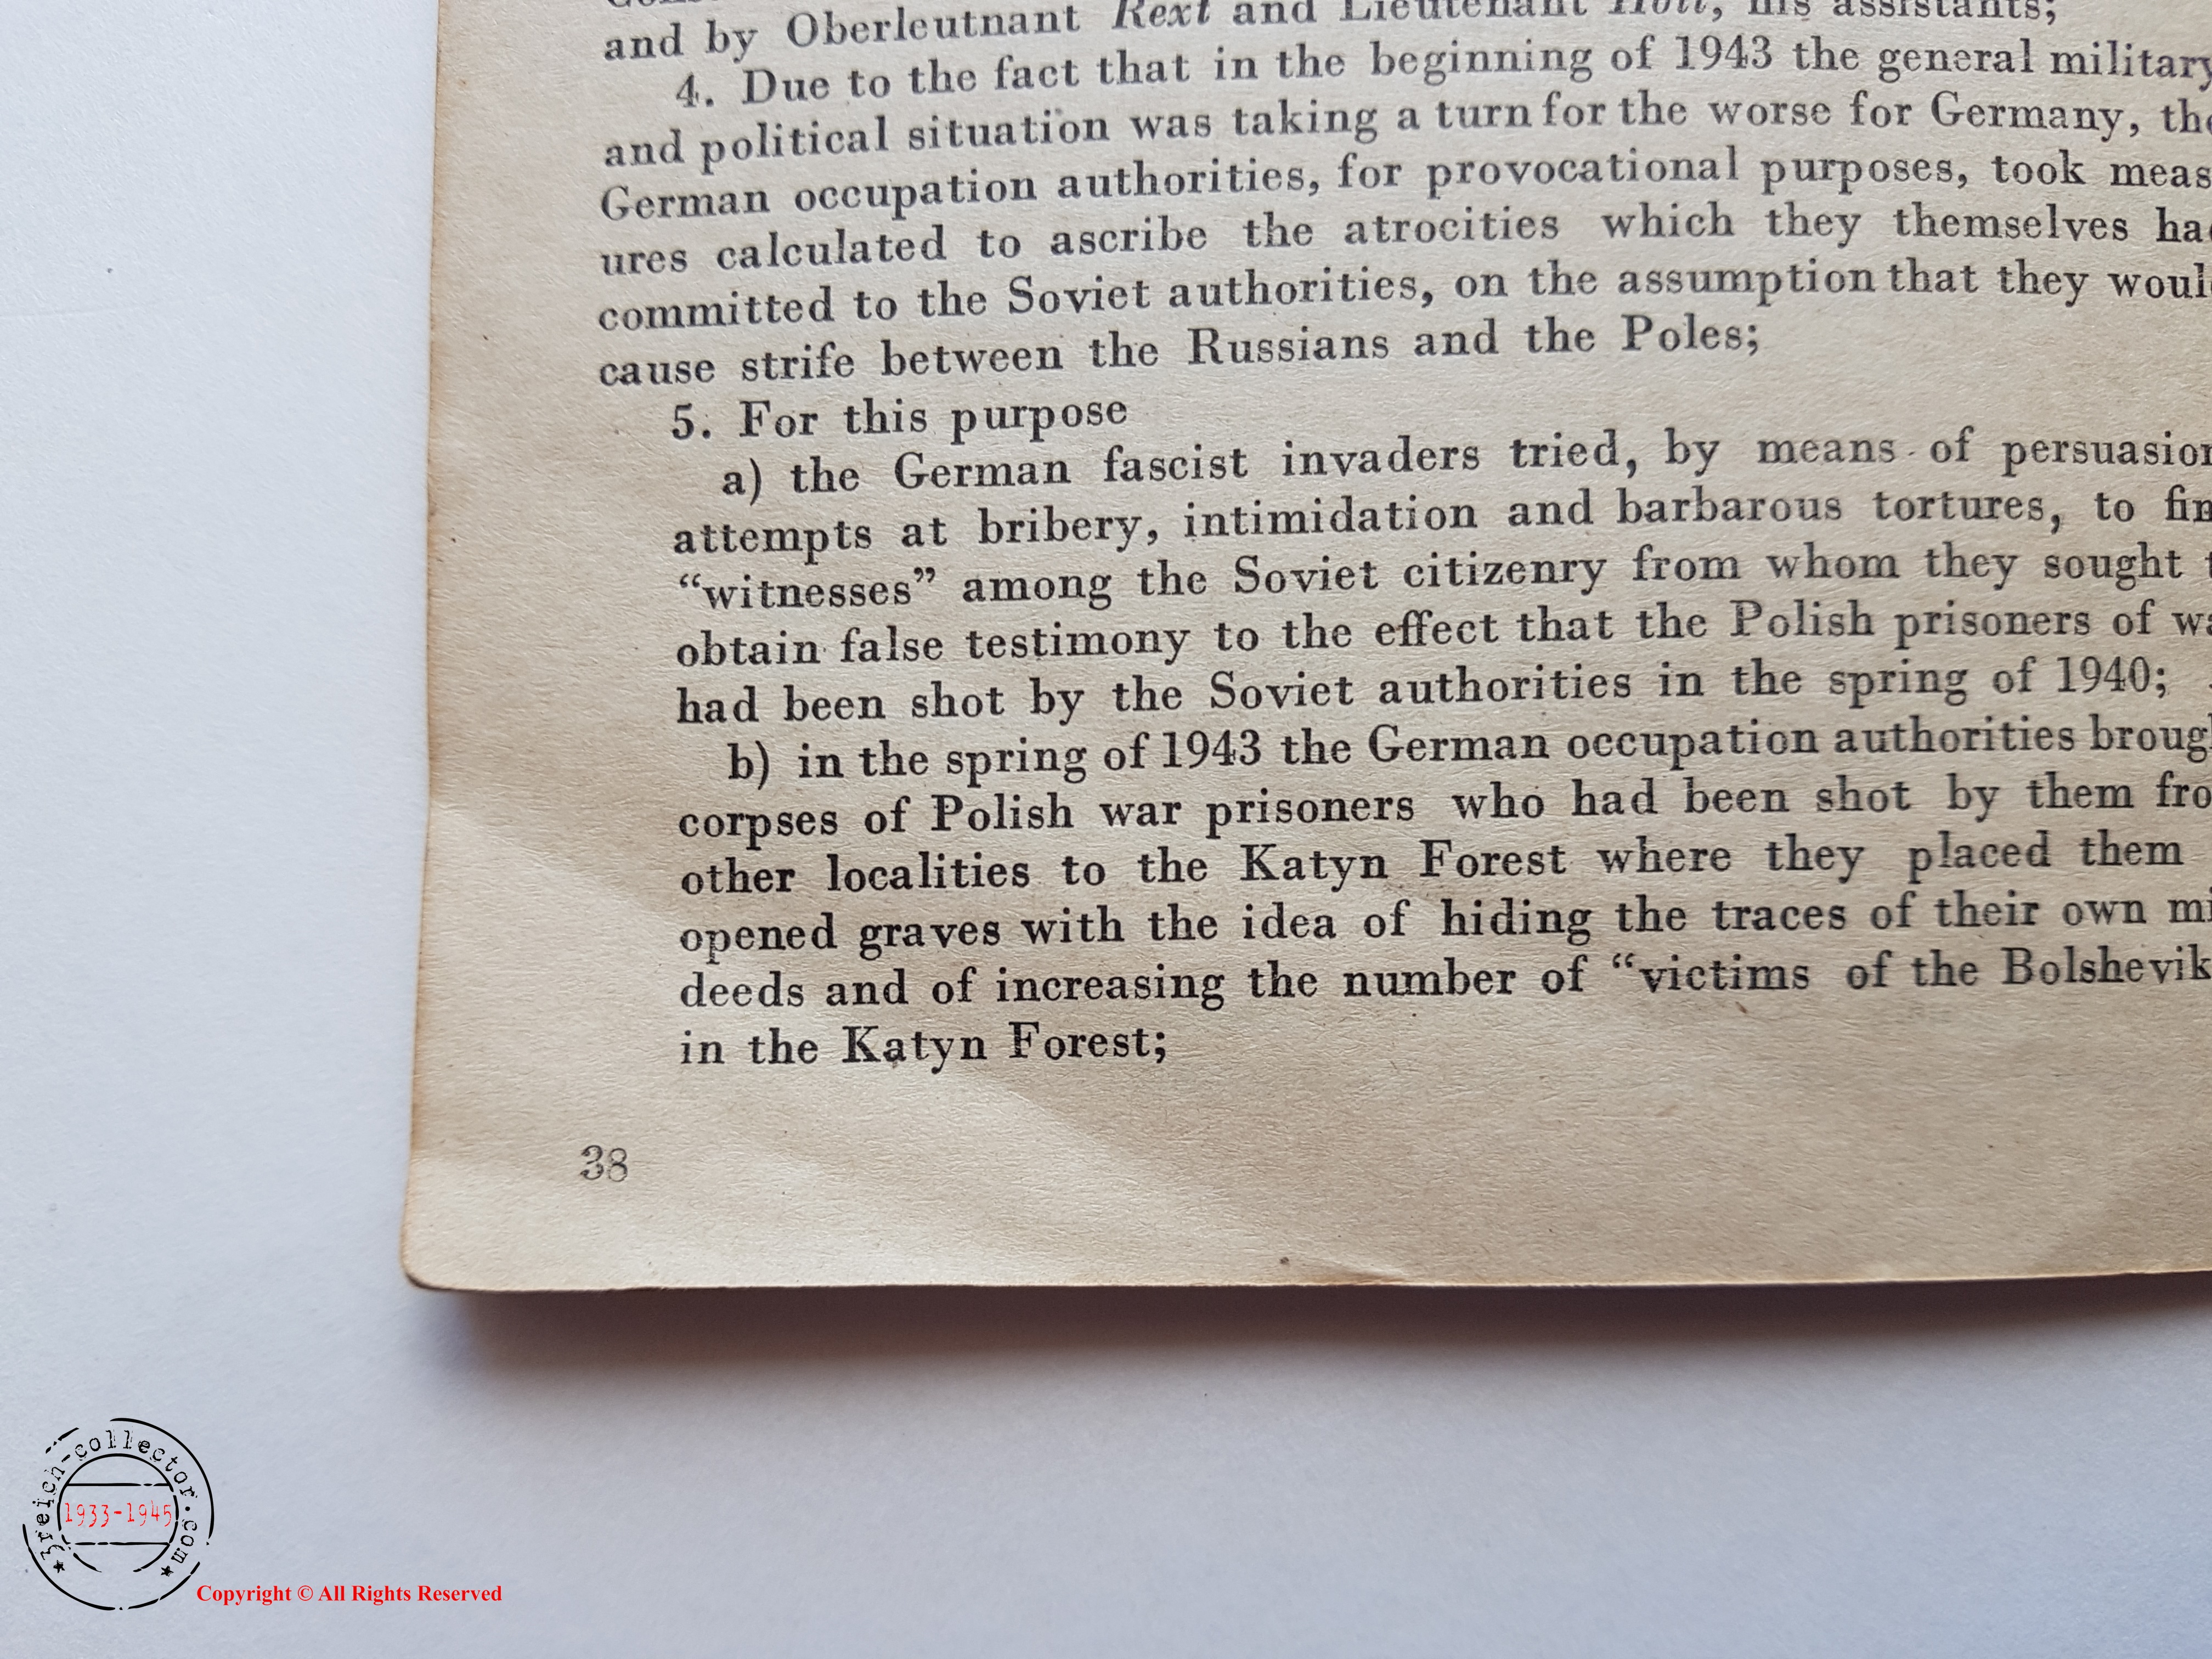 and by Oberleutnant Rext and Lieutenant Hott, his assistants;
4. Due to the fact that in the beginning of 1943 the general military
and political situation was taking a turn for the worse for Germany, the
German occupation authorities, for provocational purposes, took meas
ures calculated to ascribe the atrocities which they themselves had
committed to the Soviet authorities, on the assumption that they would
cause strife between the Russians and the Poles;
5. For this purpose
a) the German fascist invaders tried, by means of persuasion
attempts at bribery, intimidation and barbarous tortures, to fin
“witnesses” among the Soviet citizenry from whom they sought t
obtain false testimony to the effect that the Polish prisoners of wa
had been shot by the Soviet authorities in the spring of 1940;
b) in the spring of 1943 the German occupation authorities broug
corpses of Polish war prisoners who had been shot by them fro
other localities to the Katyn Forest where they placed them
opened graves with the idea of hiding the traces of their own mi
deeds and of increasing the number of “victims of the Bolshevik
in the Katyn Forest;
38
3reich-collector.com
1933-1945
Copyright © All Rights Reserved